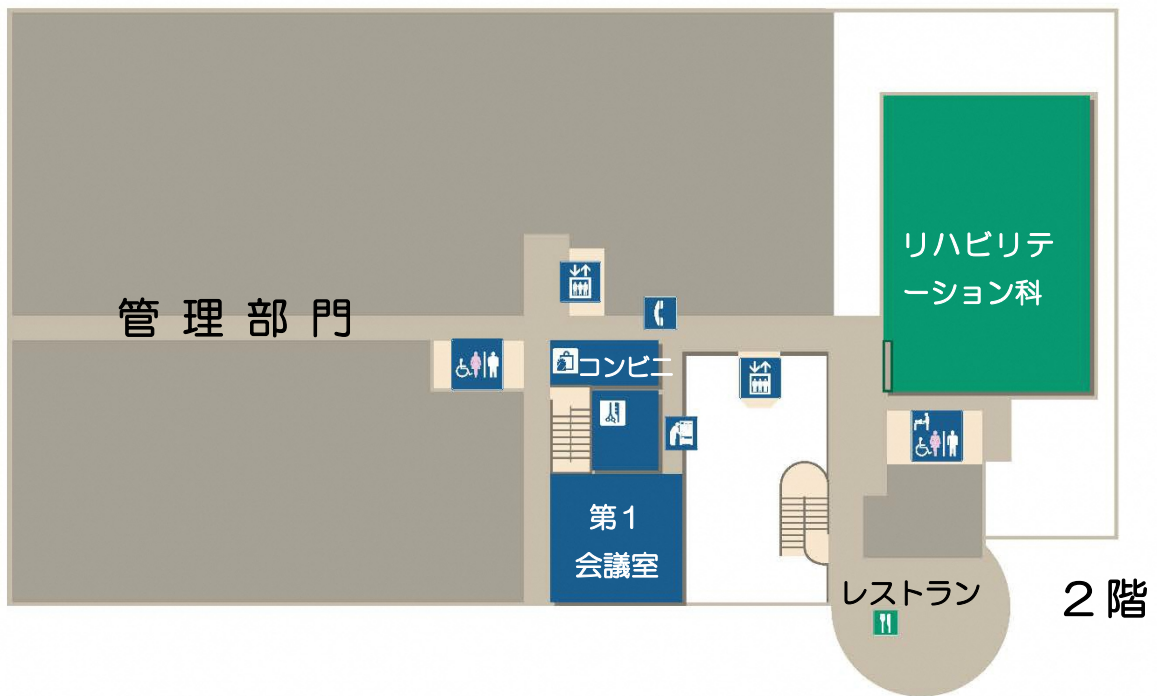 リハビリテ
ーション科
管理部門
コンビニ
第1
会議室
レストラン
2階